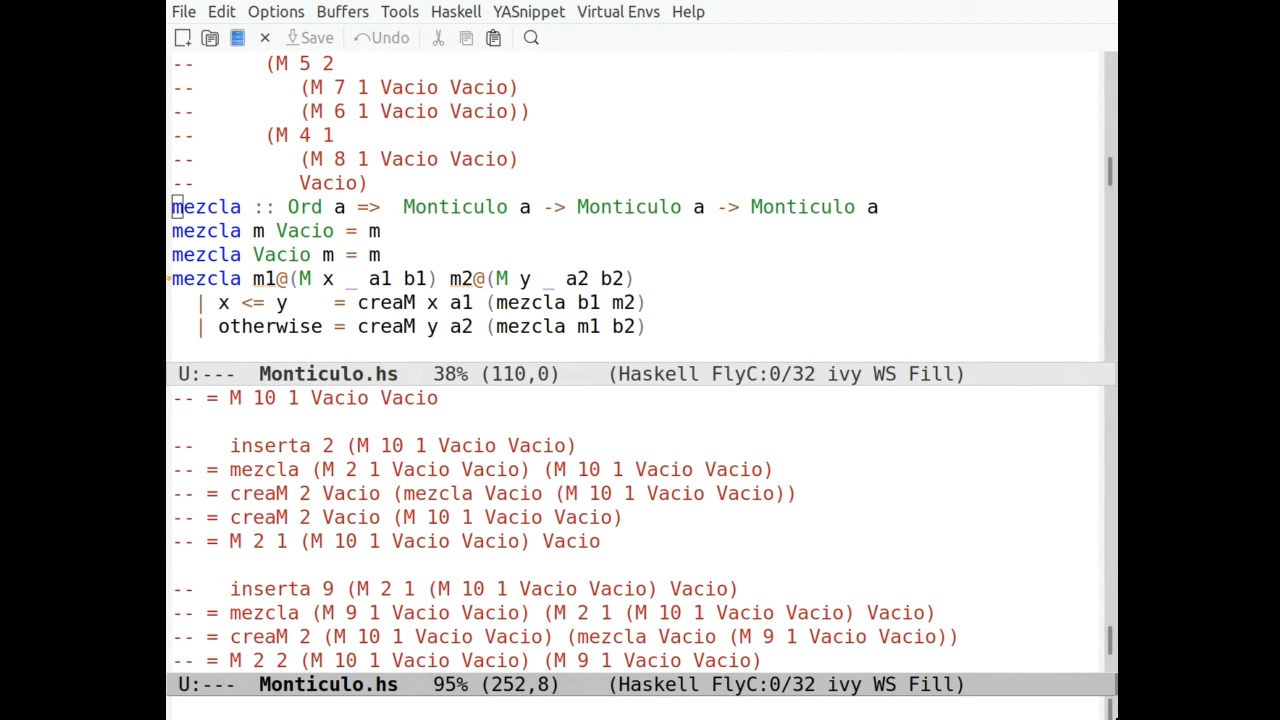 File Edit Options Buffers Tools Haskell YASnippet Virtual Envs Help
Save Undo
-- (M 5 2
-- (M 7 1 Vacio Vacio)
-- (M 6 1 Vacio Vacio))
-- (M 4 1
-- (M 8 1 Vacio Vacio)
-- Vacio)
mezcla :: Ord a =>  Monticulo a -> Monticulo a -> Monticulo a
mezcla m Vacio = m
mezcla Vacio m = m
mezcla m1@(M x _ a1 b1) m2@(M y _ a2 b2)
| x <= y    = creaM x a1 (mezcla b1 m2)
| otherwise = creaM y a2 (mezcla m1 b2)
U:--- Monticulo.hs 38% (110,0) (Haskell FlyC:0/32 ivy WS Fill)
-- = M 10 1 Vacio Vacio
-- inserta 2 (M 10 1 Vacio Vacio)
-- = mezcla (M 2 1 Vacio Vacio) (M 10 1 Vacio Vacio)
-- = creaM 2 Vacio (mezcla Vacio (M 10 1 Vacio Vacio))
-- = creaM 2 Vacio (M 10 1 Vacio Vacio)
-- = M 2 1 (M 10 1 Vacio Vacio) Vacio
-- inserta 9 (M 2 1 (M 10 1 Vacio Vacio) Vacio)
-- = mezcla (M 9 1 Vacio Vacio) (M 2 1 (M 10 1 Vacio Vacio) Vacio)
-- = creaM 2 (M 10 1 Vacio Vacio) (mezcla Vacio (M 9 1 Vacio Vacio))
-- = M 2 2 (M 10 1 Vacio Vacio) (M 9 1 Vacio Vacio)
U:--- Monticulo.hs 95% (252,8) (Haskell FlyC:0/32 ivy WS Fill)